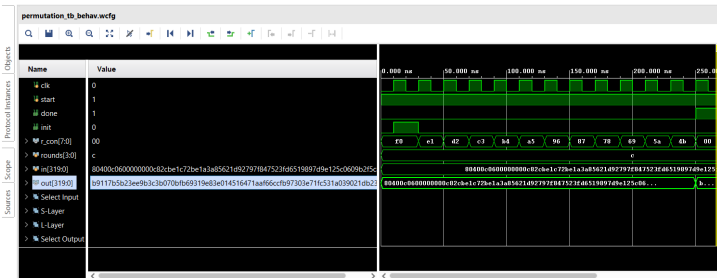 permutation_tb_behav.wcfg
Objects
Protocol Instances
Scope
Sources
Name Value
0.000 ns 50.000 ns 100.000 ns 150.000 ns 200.000 ns 250.0
clk 0
start 1
done 1
init 0
r_con[7:0] 00 f0 e1 d2 c3 b4 a5 96 87 78 69 5a 4b 00
rounds[3:0] c c
in[319:0] 80400c0600000000c82cbe1c72be1a3a85621d92797f847523fd6519897d9e125c0609b2f5c 80400c0600000000c82cbe1c72be1a3a85621d92797f847523fd6519897d9e125...
out[319:0] b9117b5b23ee9b3c3b070bfb69319e83e014516471aaf66ccfb97303e71fc531a039021db23 80400c0600000000c82cbe1c72be1a3a85621d92797f847523fd6519897d9e125c06... b...
Select Input
S-Layer
L-Layer
Select Output